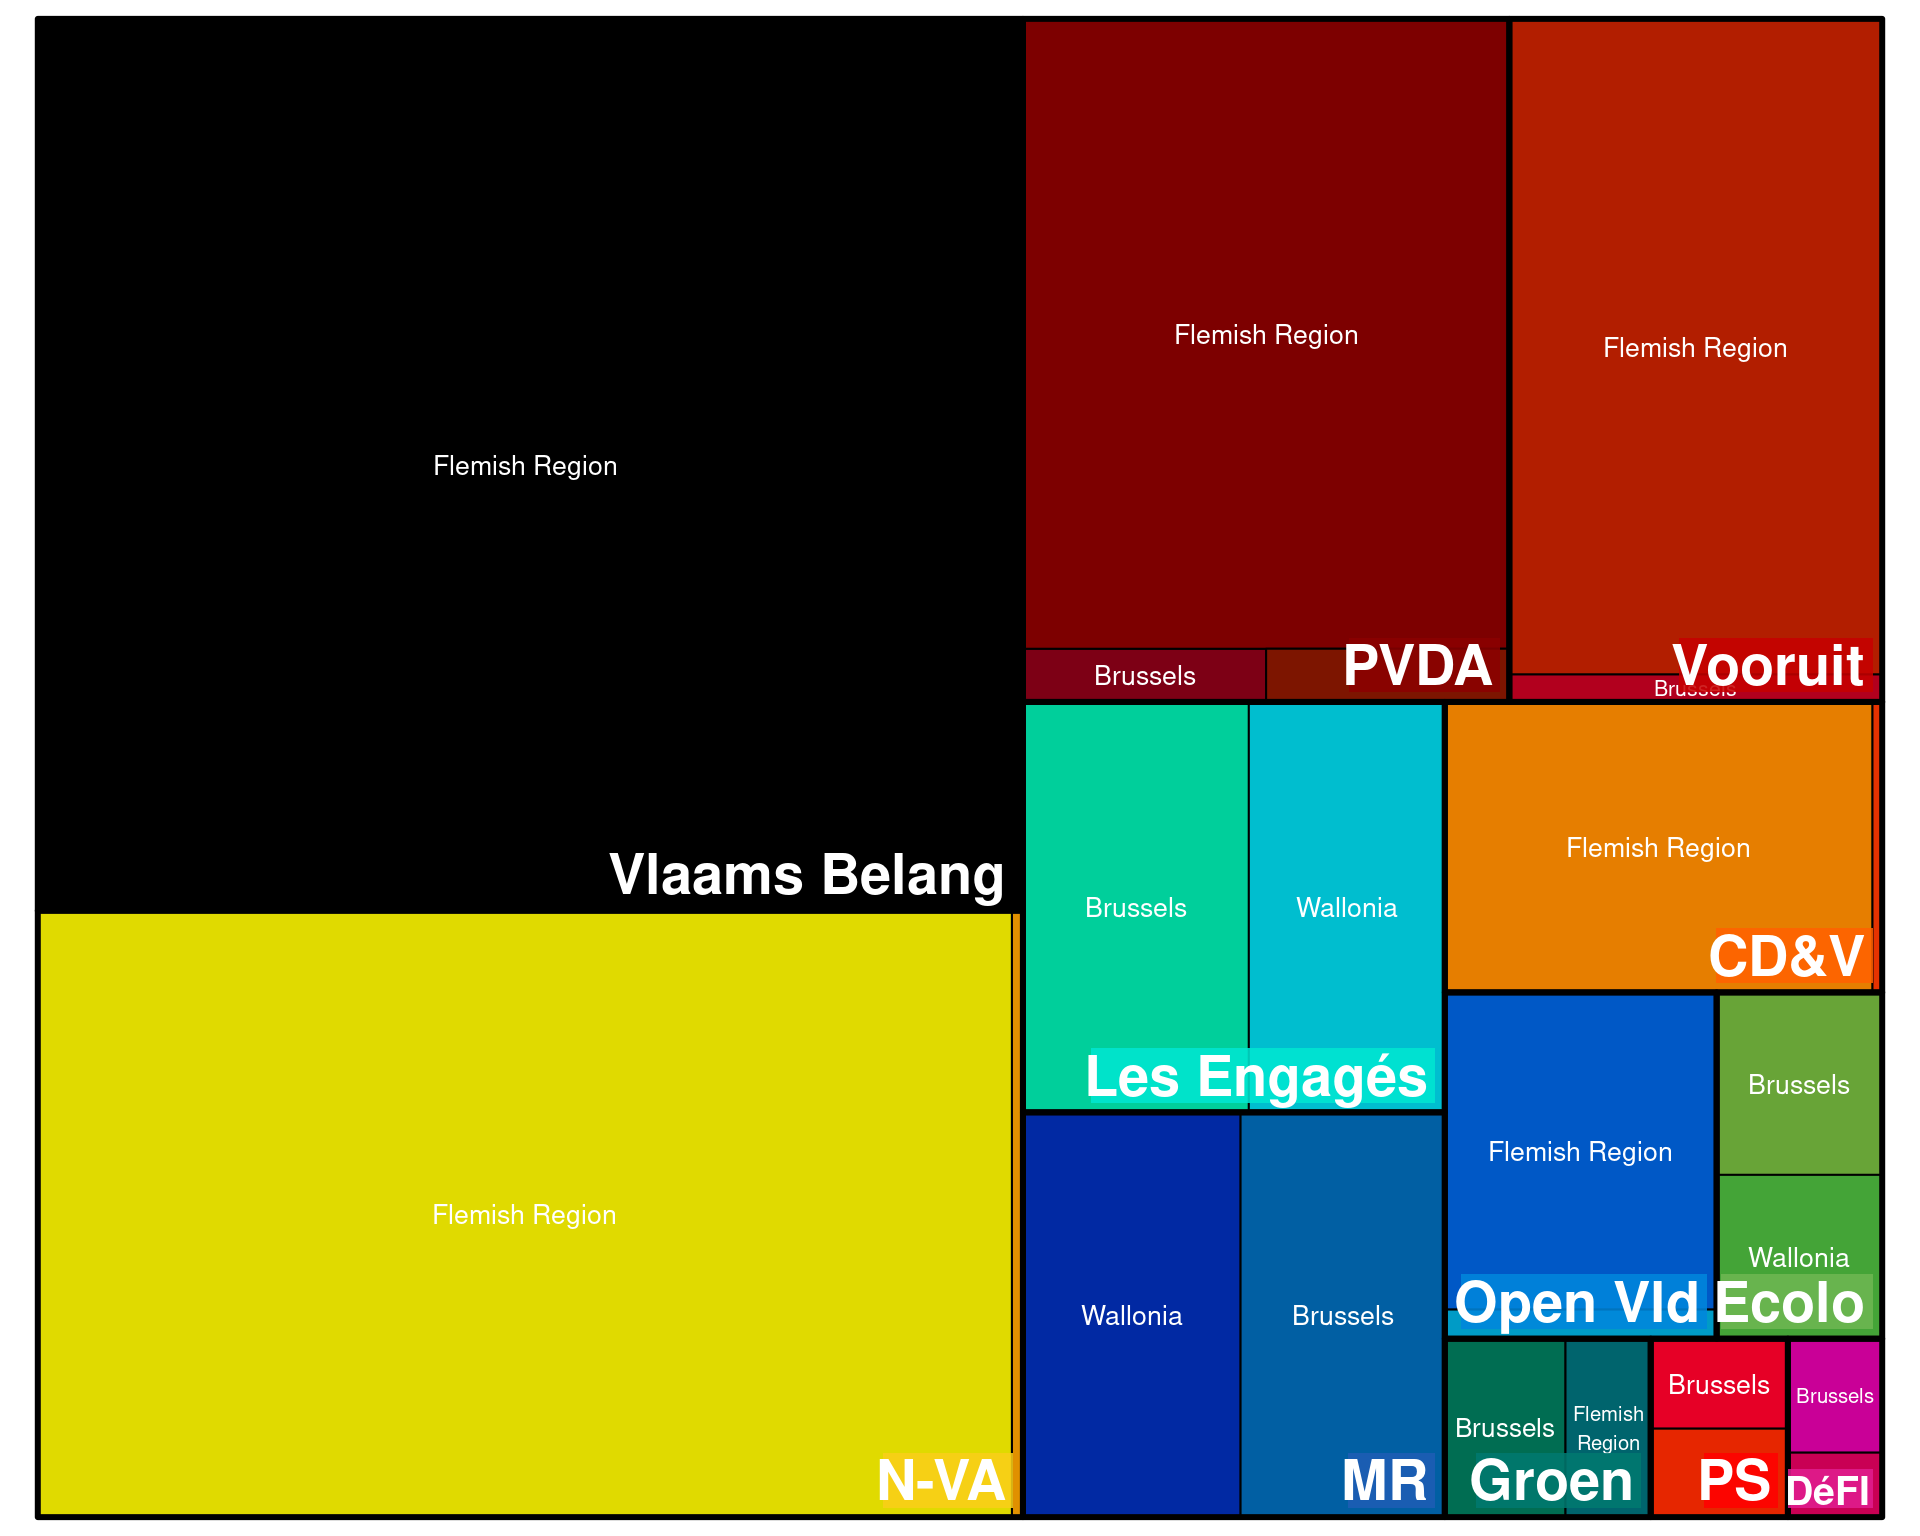 Flemish Region
Vlaams Belang
Flemish Region
N-VA
Flemish Region
Brussels
PVDA
Flemish Region
Brussels
Vooruit
Brussels
Wallonia
Les Engagés
Wallonia
Brussels
MR
Flemish Region
CD&V
Flemish Region
Open Vld
Brussels
Wallonia
Ecolo
Brussels
Flemish
Region
Groen
Brussels
PS
Brussels
DéFI